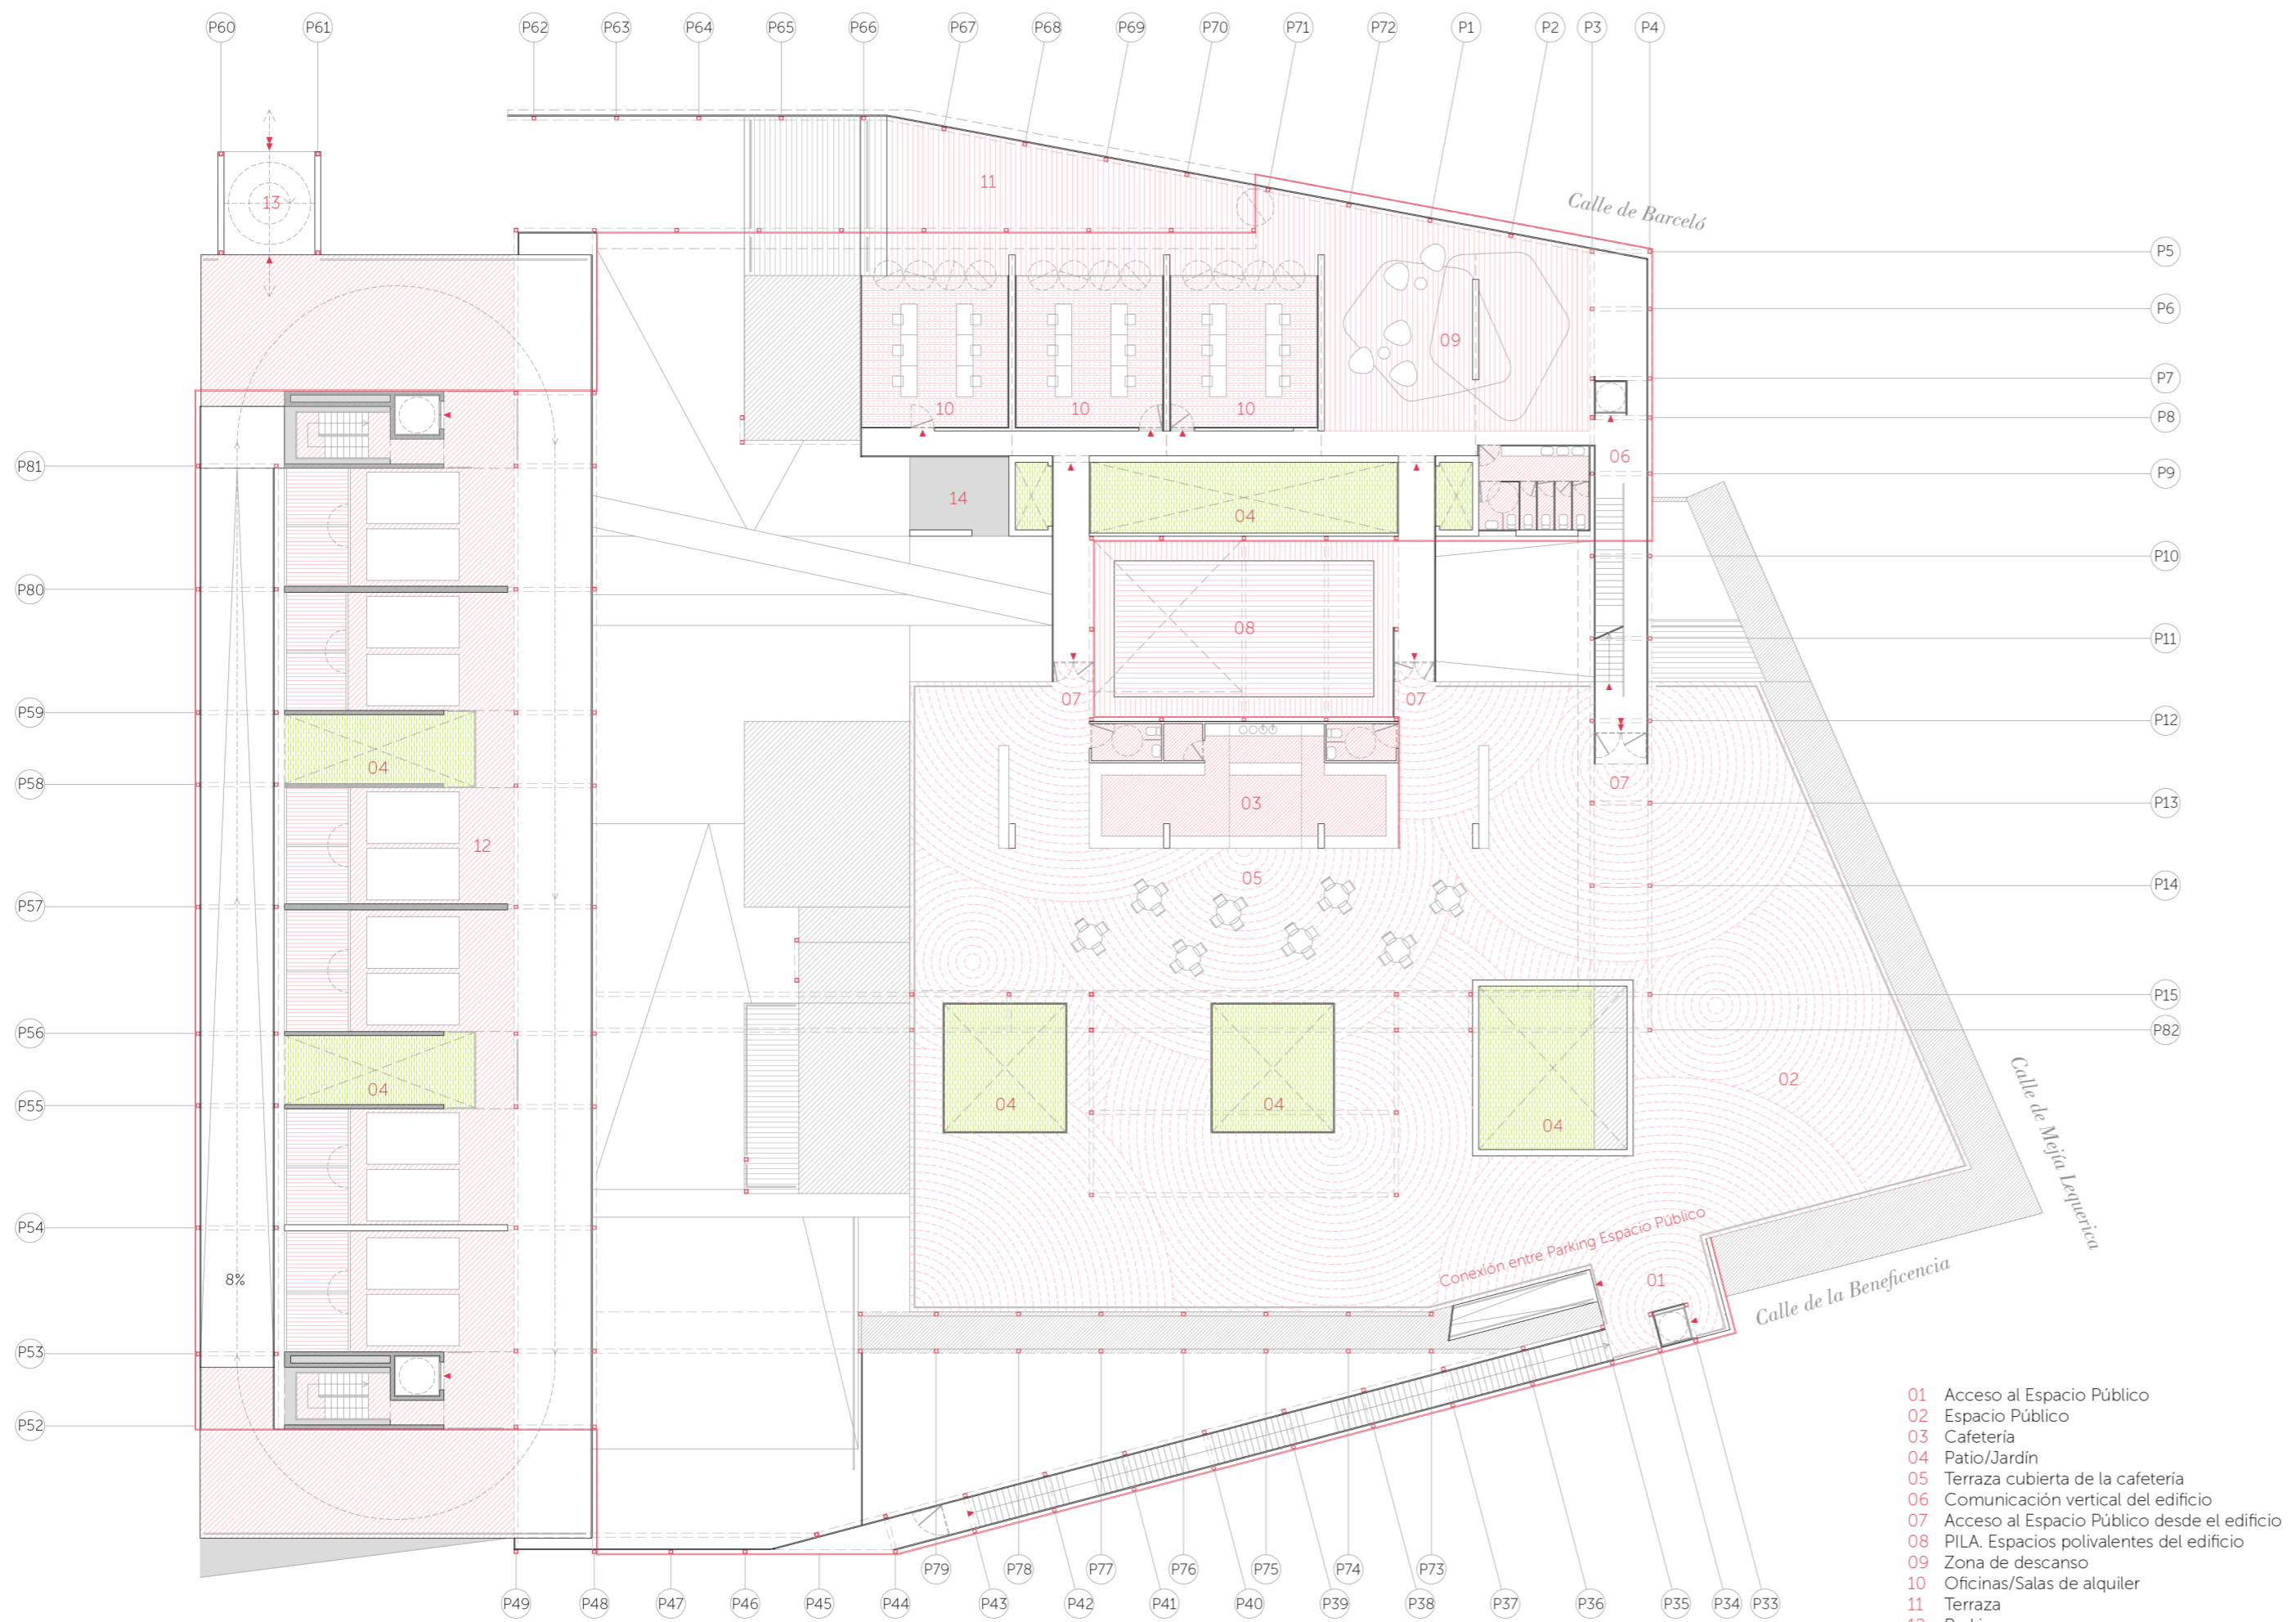 P60 P61 P62 P63 P64 P65 P66 P67 P68 P69 P70 P71 P72 P1 P2 P3 P4
Calle de Barceló
11
13
P5
P6
09
P7
10 10 10
P8
06
P81
P9
14
04
P10
P80
08
P11
07 07
P59
P12
04
07
P58
03
P13
12
05
P14
P57
P15
P56
P82
02
04
04 04
04
P55
Calle de Mejía Lequerica
Conexión entre Parking Espacio Público
P54
8%
01
Calle de la Beneficencia
P53
P52
P79 P78 P77 P76 P75 P74 P73
P49 P48 P47 P46 P45 P44 P43 P42 P41 P40 P39 P38 P37 P36 P35 P34 P33
01 Acceso al Espacio Público
02 Espacio Público
03 Cafetería
04 Patio/Jardín
05 Terraza cubierta de la cafetería
06 Comunicación vertical del edificio
07 Acceso al Espacio Público desde el edificio
08 PILA. Espacios polivalentes del edificio
09 Zona de descanso
10 Oficinas/Salas de alquiler
11 Terraza